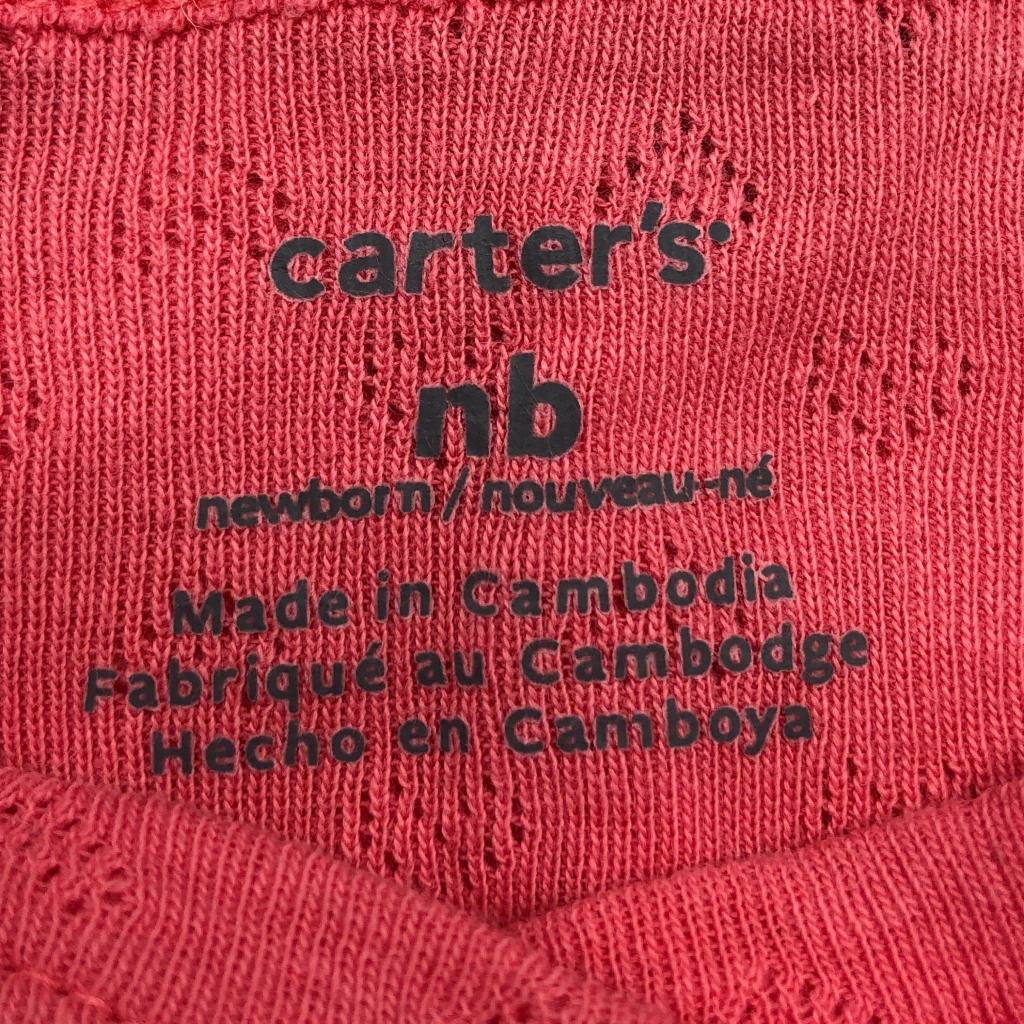 carter's
nb
newborn / nouveau-né
Made in Cambodia
Fabriqué au Cambodge
Hecho en Camboya